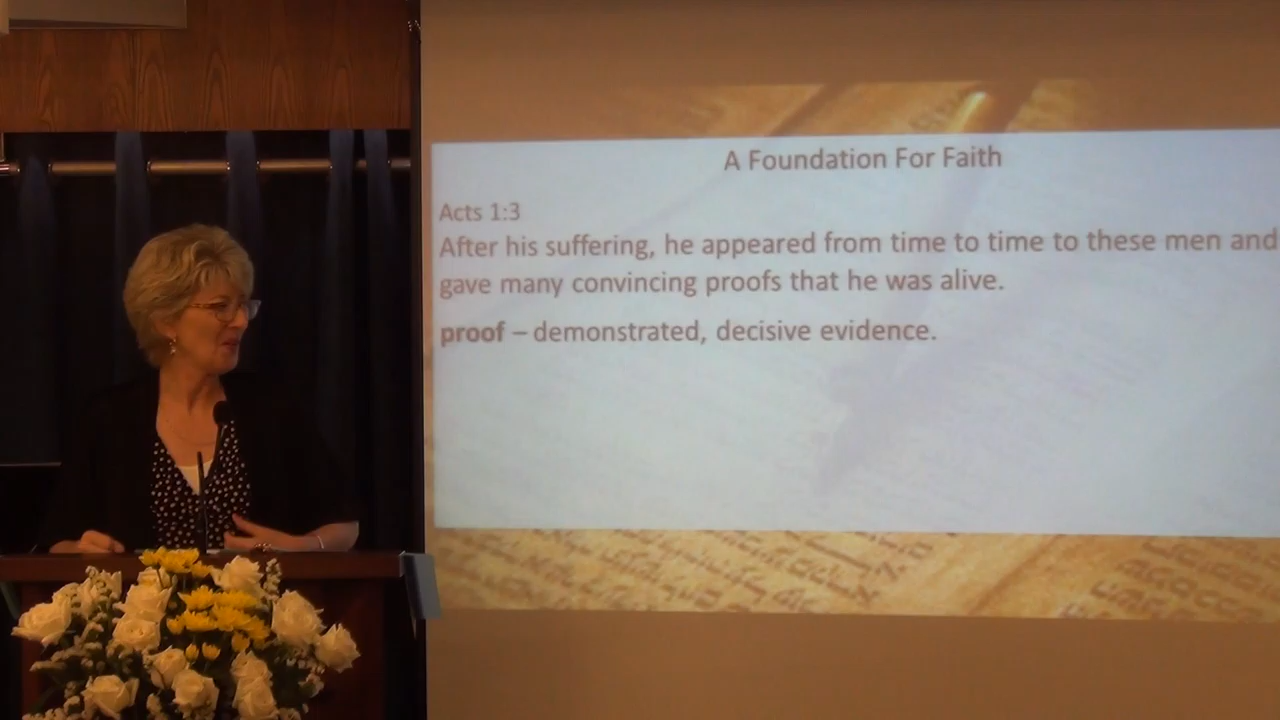 A Foundation For Faith
Acts 1:3
After his suffering, he appeared from time to time to these men and
gave many convincing proofs that he was alive.
proof – demonstrated, decisive evidence.